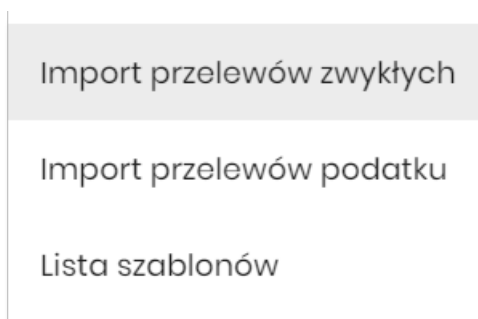 Import przelewów zwykłych
Import przelewów podatku
Lista szablonów